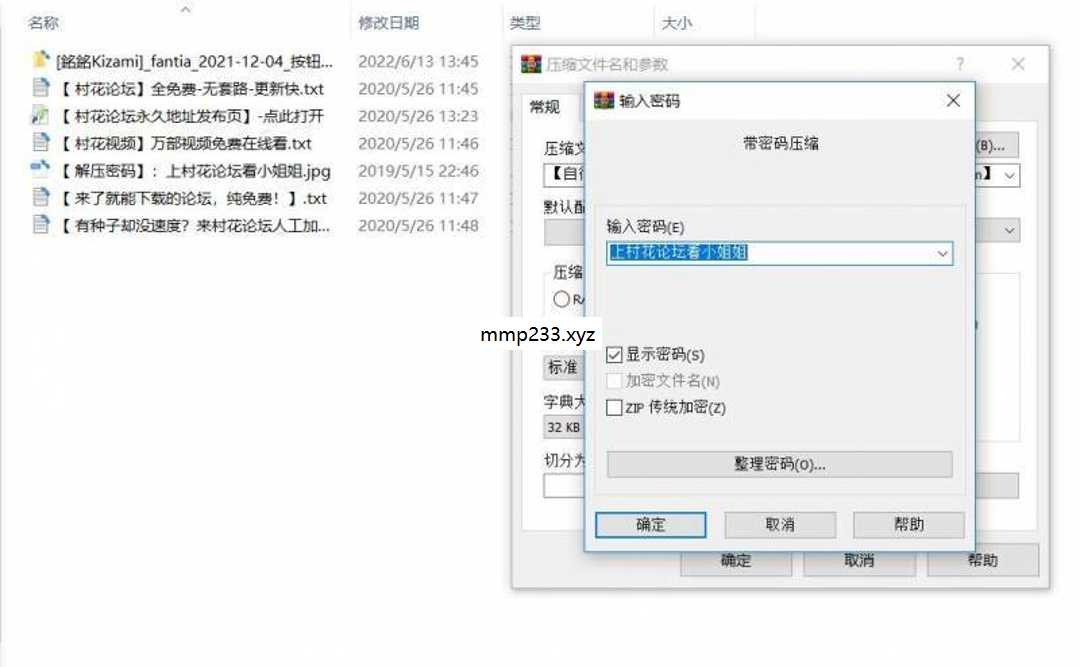 名称 修改日期 类型 大小
[銘銘Kizami]_fantia_2021-12-04_按钮... 2022/6/13 13:45
【 村花论坛】全免费-无套路-更新快.txt 2020/5/26 11:45
【 村花论坛永久地址发布页】-点此打开 2020/5/26 13:23
【 村花视频】万部视频免费在线看.txt 2020/5/26 11:46
【 解压密码】：上村花论坛看小姐姐.jpg 2019/5/15 22:46
【 来了就能下载的论坛，纯免费！】.txt 2020/5/26 11:47
【 有种子却没速度？来村花论坛人工加... 2020/5/26 11:48
压缩文件名和参数 ?
常规
压缩文
(B)...
【自
n】
默认配
压缩
RA
标准
字典大
32 KB
切分为
确定 取消 帮助
输入密码
带密码压缩
输入密码(E)
上村花论坛看小姐姐
显示密码(S)
加密文件名(N)
ZIP 传统加密(Z)
整理密码(O)...
确定 取消 帮助
mmp233.xyz